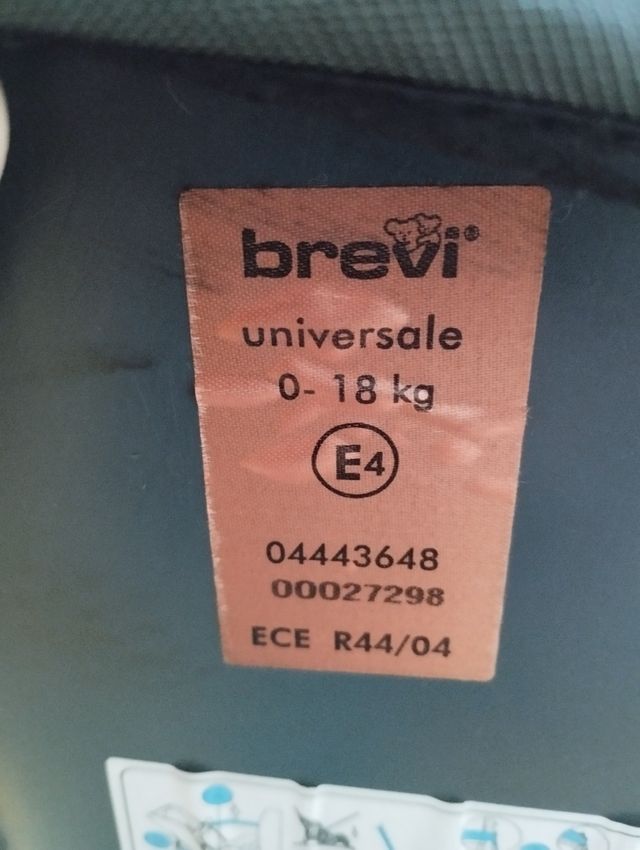 brevi®
universale
0- 18 kg
E4
04443648
00027298
ECE R44/04